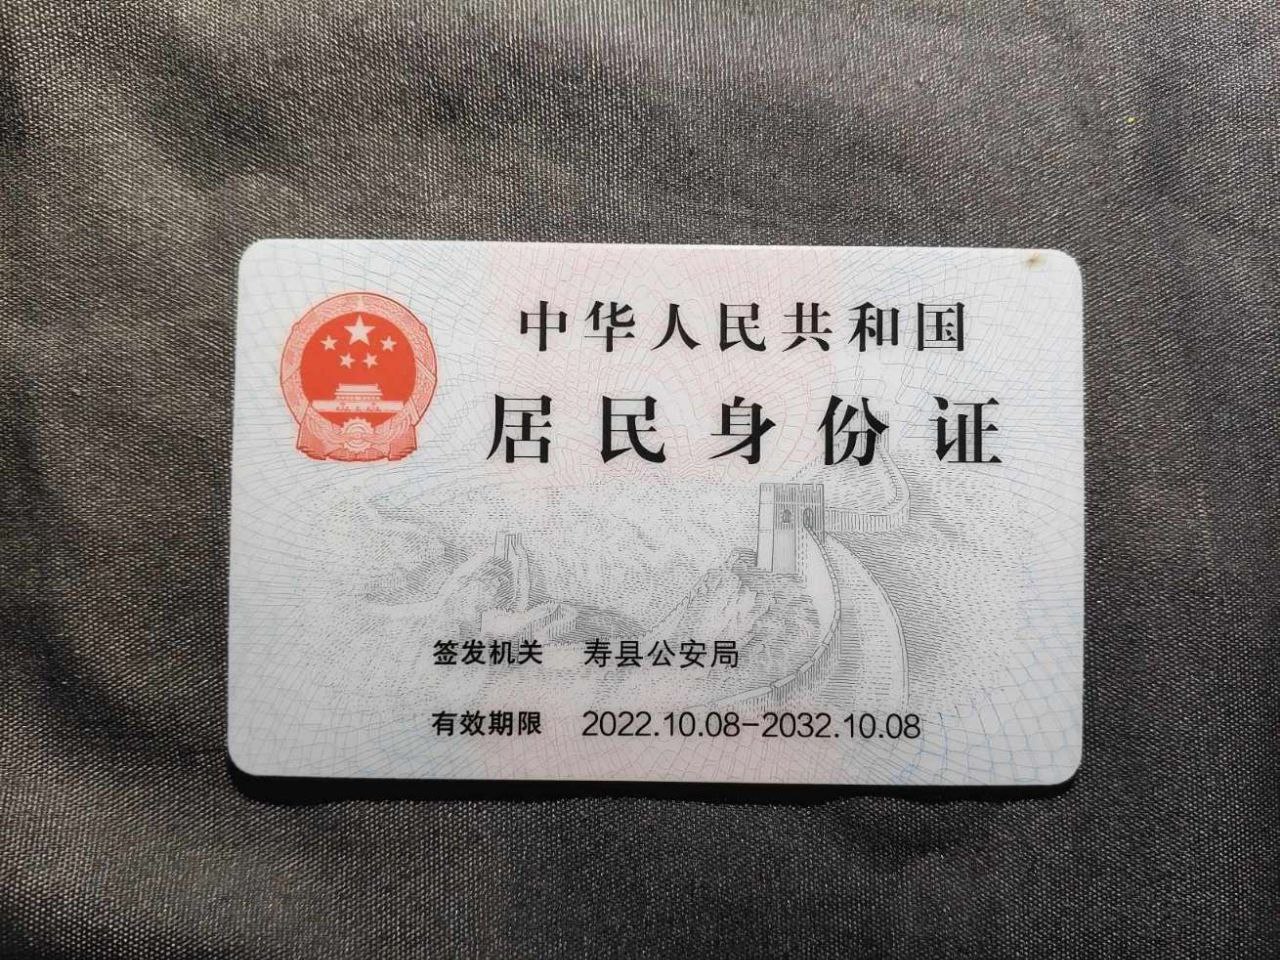 中华人民共和国
居民身份证
签发机关 寿县公安局
有效期限 2022.10.08-2032.10.08